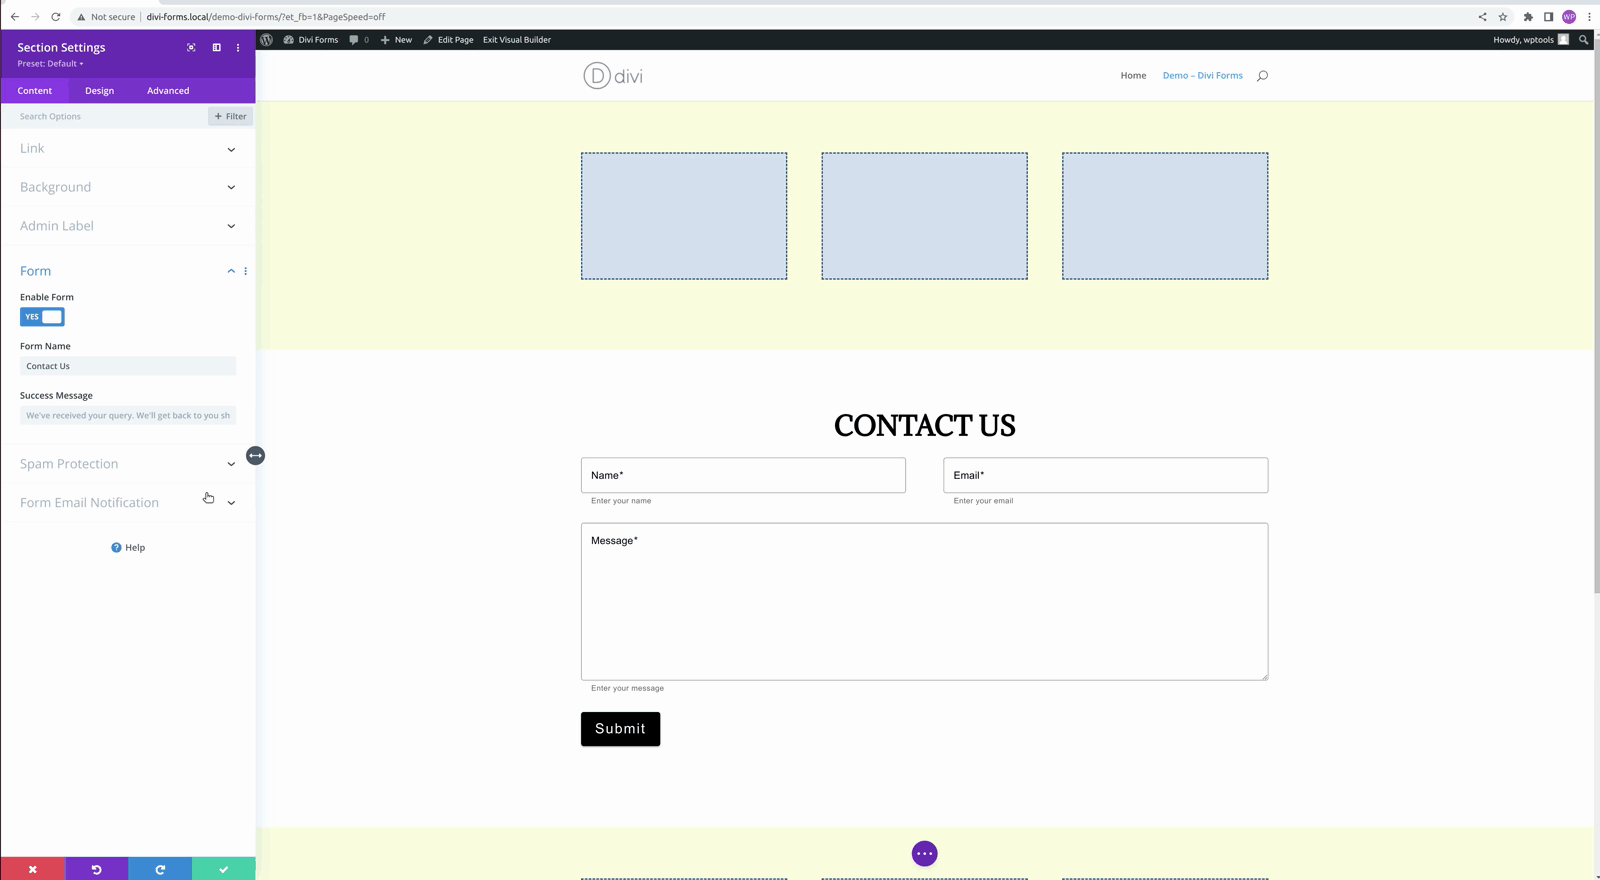 Not secure
divi-forms.local/demo-divi-forms/?et_fb=1&PageSpeed=off
WP
Section Settings
Preset: Default
Content
Design
Advanced
Search Options
+ Filter
Link
Background
Admin Label
Form
Enable Form
YES
Form Name
Contact Us
Success Message
We've received your query. We'll get back to you sh
Spam Protection
Form Email Notification
? Help
Divi Forms
0
+ New
Edit Page
Exit Visual Builder
Howdy, wptools
D divi
Home
Demo – Divi Forms
CONTACT US
Name*
Email*
Enter your name
Enter your email
Message*
Enter your message
Submit